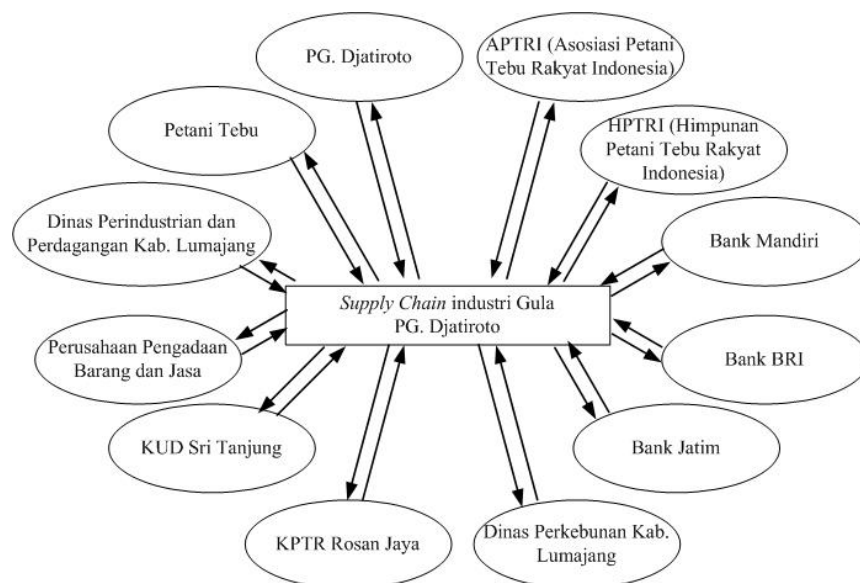 PG. Djatiroto
APTRI (Asosiasi Petani
Tebu Rakyat Indonesia)
Petani Tebu
HPTRI (Himpunan
Petani Tebu Rakyat
Indonesia)
Dinas Perindustrian dan
Perdagangan Kab. Lumajang
Bank Mandiri
Supply Chain industri Gula
PG. Djatiroto
Perusahaan Pengadaan
Barang dan Jasa
Bank BRI
KUD Sri Tanjung
Bank Jatim
KPTR Rosan Jaya
Dinas Perkebunan Kab.
Lumajang